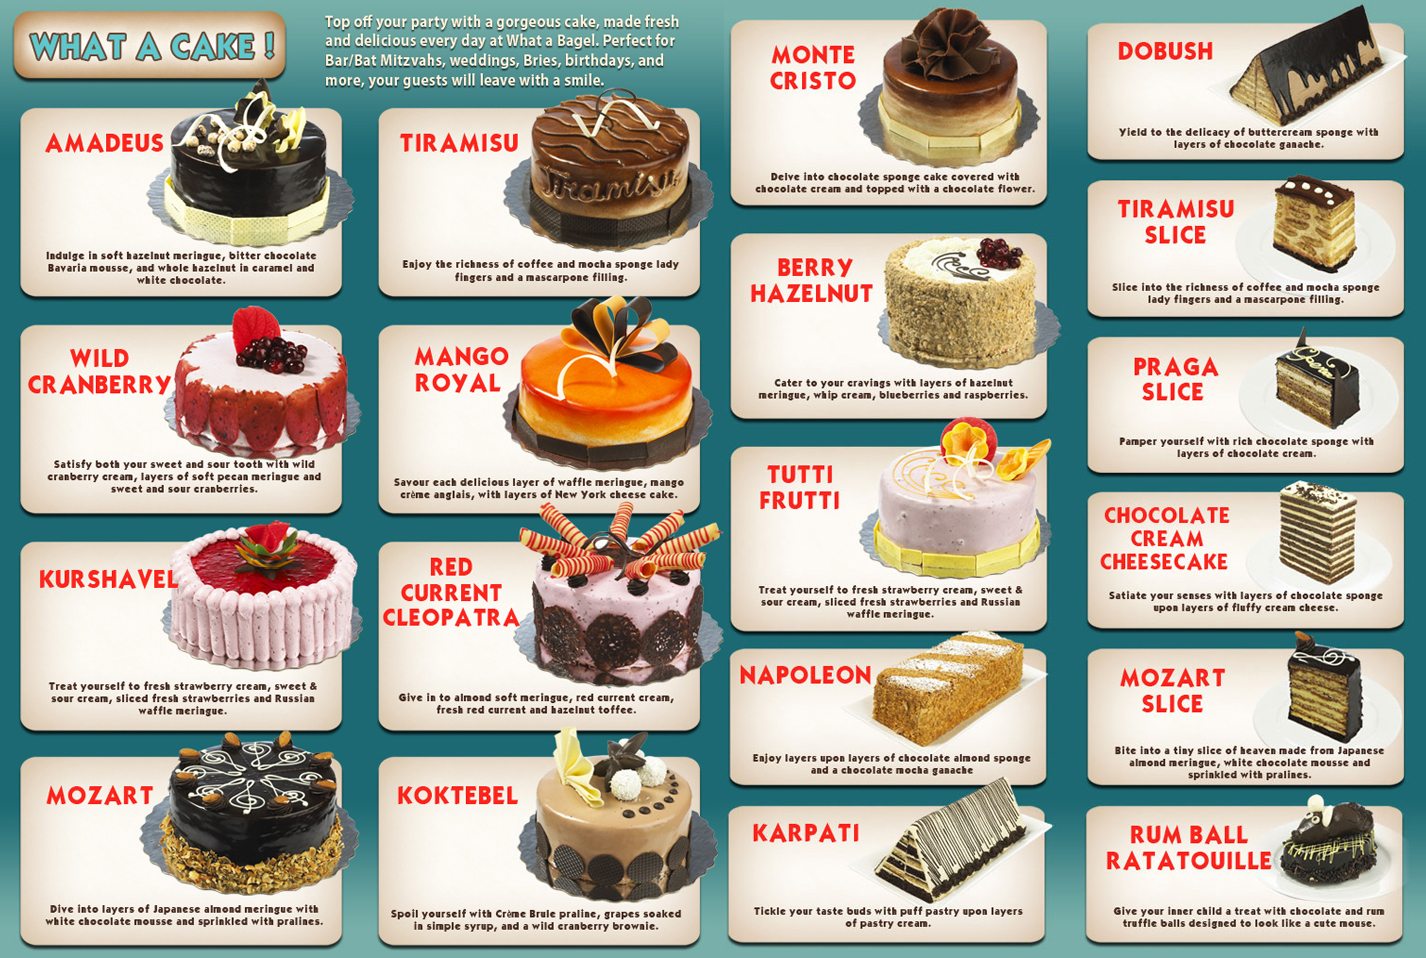 WHAT A CAKE !
Top off your party with a gorgeous cake, made fresh
and delicious every day at What a Bagel. Perfect for
Bar/Bat Mitzvahs, weddings, Bries, birthdays, and
more, your guests will leave with a smile.
AMADEUS
Indulge in soft hazelnut meringue, bitter chocolate
Bavaria mousse, and whole hazelnut in caramel and
white chocolate.
WILD
CRANBERRY
Satisfy both your sweet and sour tooth with wild
cranberry cream, layers of soft pecan meringue and
sweet and sour cranberries.
KURSHAVEL
Treat yourself to fresh strawberry cream, sweet &
sour cream, sliced fresh strawberries and Russian
waffle meringue.
MOZART
Dive into layers of Japanese almond meringue with
white chocolate mousse and sprinkled with pralines.
TIRAMISU
Tiramisu
Enjoy the richness of coffee and mocha sponge lady
fingers and a mascarpone filling.
MANGO
ROYAL
Savour each delicious layer of waffle meringue, mango
crème anglais, with layers of New York cheese cake.
RED
CURRENT
CLEOPATRA
Give in to almond soft meringue, red current cream,
fresh red current and hazelnut toffee.
KOKTEBEL
Spoil yourself with Crème Brule praline, grapes soaked
in simple syrup, and a wild cranberry brownie.
MONTE
CRISTO
Delve into chocolate sponge cake covered with
chocolate cream and topped with a chocolate flower.
BERRY
HAZELNUT
Cater to your cravings with layers of hazelnut
meringue, whip cream, blueberries and raspberries.
TUTTI
FRUTTI
Treat yourself to fresh strawberry cream, sweet &
sour cream, sliced fresh strawberries and Russian
waffle meringue.
NAPOLEON
Enjoy layers upon layers of chocolate almond sponge
and a chocolate mocha ganache
KARPATI
Tickle your taste buds with puff pastry upon layers
of pastry cream.
DOBUSH
Yield to the delicacy of buttercream sponge with
layers of chocolate ganache.
TIRAMISU
SLICE
Slice into the richness of coffee and mocha sponge
lady fingers and a mascarpone filling.
PRAGA
SLICE
Pamper yourself with rich chocolate sponge with
layers of chocolate cream.
CHOCOLATE
CREAM
CHEESECAKE
Satiate your senses with layers of chocolate sponge
upon layers of fluffy cream cheese.
MOZART
SLICE
Bite into a tiny slice of heaven made from Japanese
almond meringue, white chocolate mousse and
sprinkled with pralines.
RUM BALL
RATATOUILLE
Give your inner child a treat with chocolate and rum
truffle balls designed to look like a cute mouse.